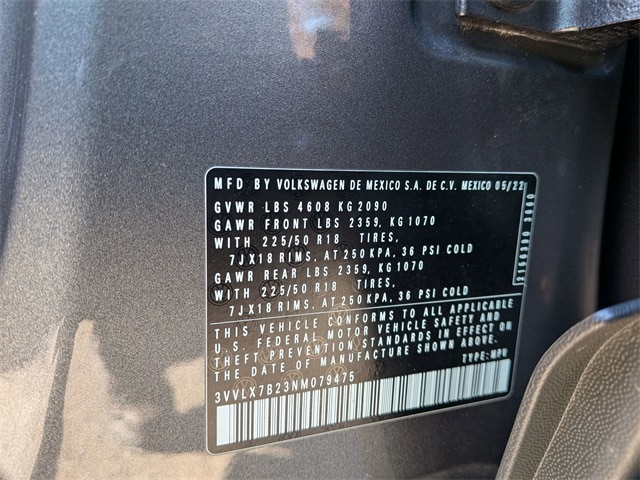 MFD BY VOLKSWAGEN DE MEXICO S.A. DE C.V. MEXICO 05/22
GVWR LBS 4608 KG 2090
GAWR FRONT LBS 2359, KG 1070
WITH 225/50 R18 TIRES,
7JX18 RIMS, AT 250 KPA, 36 PSI COLD
GAWR REAR LBS 2359, KG 1070
WITH 225/50 R18 TIRES,
7JX18 RIMS, AT 250 KPA, 36 PSI COLD
THIS VEHICLE CONFORMS TO ALL APPLICABLE
U.S. FEDERAL MOTOR VEHICLE SAFETY AND
THEFT PREVENTION STANDARDS IN EFFECT ON
THE DATE OF MANUFACTURE SHOWN ABOVE.
TYPE: MPV
3VVLX7B23NM079475
2150380 3660